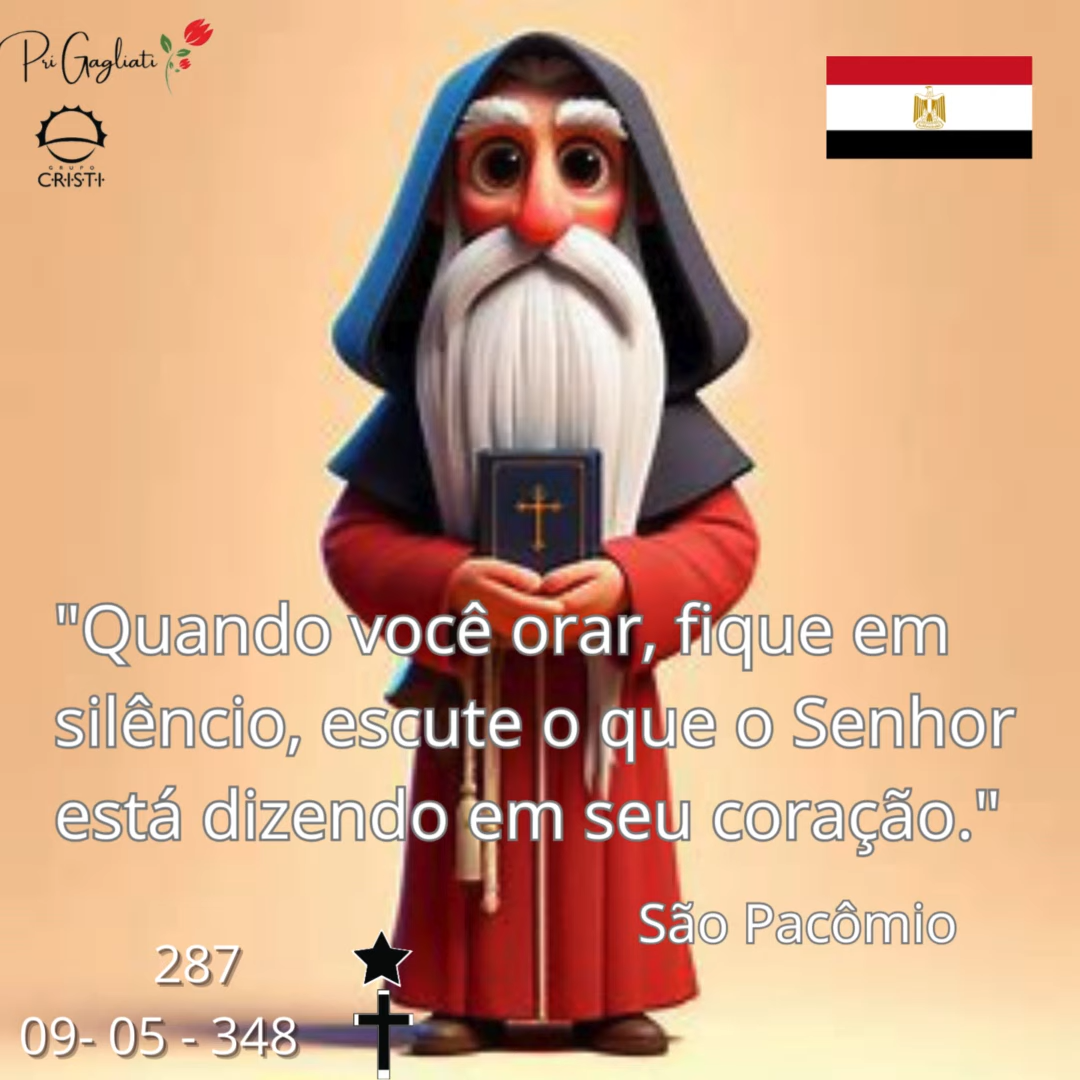 Pri Gagliati
GRUPO
CRISTI
"Quando você orar, fique em
silêncio, escute o que o Senhor
está dizendo em seu coração."
São Pacômio
287
09- 05 - 348